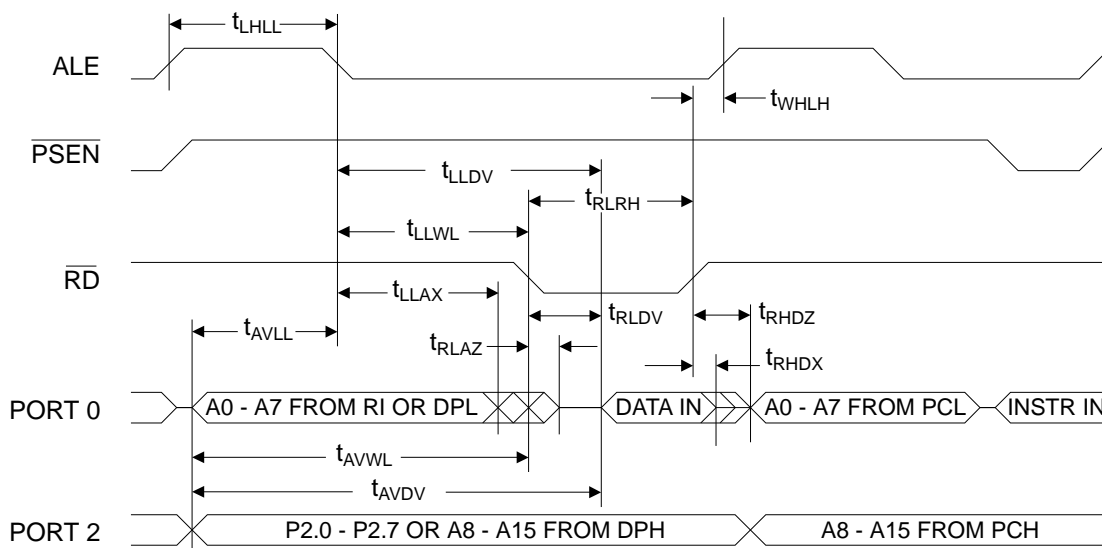 tLHLL
ALE
tWHLH
PSEN
tLLDV
tRLRH
tLLWL
RD
tLLAX
tRLDV
tRHDZ
tAVLL
tRLAZ
tRHDX
PORT 0
A0 - A7 FROM RI OR DPL
DATA IN
A0 - A7 FROM PCL
INSTR IN
tAVWL
tAVDV
PORT 2
P2.0 - P2.7 OR A8 - A15 FROM DPH
A8 - A15 FROM PCH